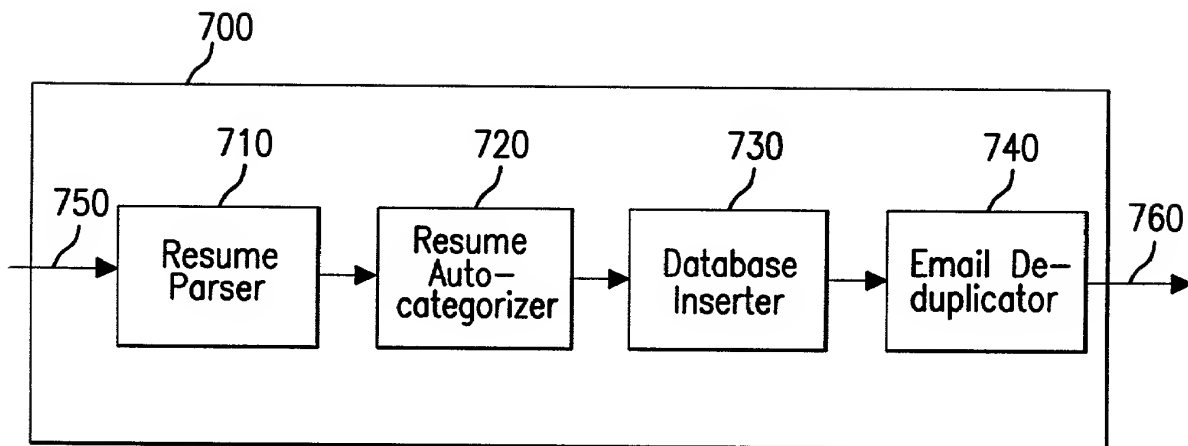 700
710
720
730
740
750
760
Resume
Parser
Resume
Auto-
categorizer
Database
Inserter
Email De-
duplicator